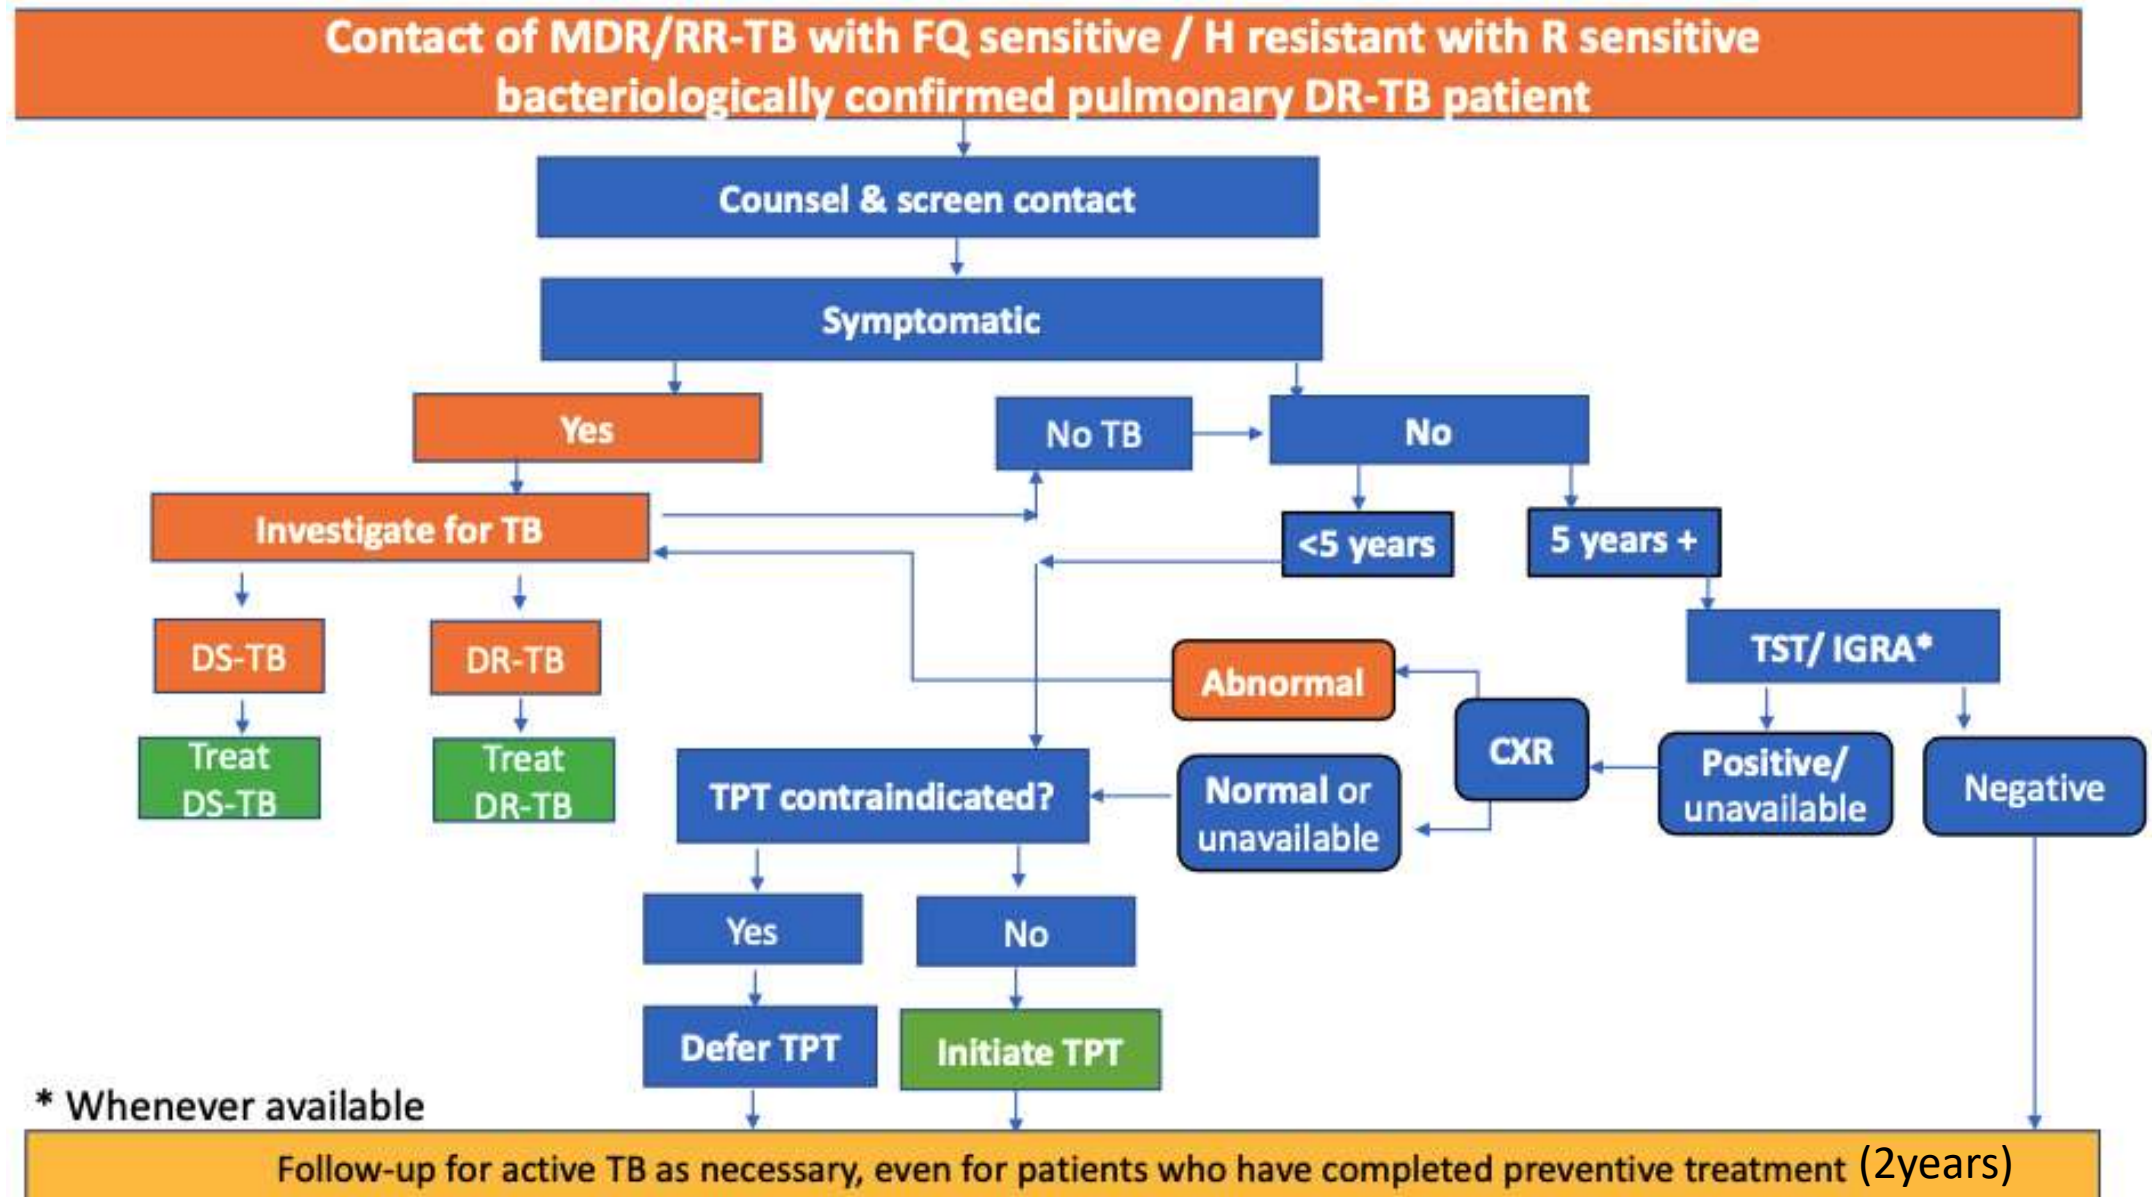 Contact of MDR/RR-TB with FQ sensitive / H resistant with R sensitive
bacteriologically confirmed pulmonary DR-TB patient
Counsel & screen contact
Symptomatic
Yes
No TB
No
Investigate for TB
<5 years
5 years +
DS-TB
DR-TB
TST/ IGRA*
Abnormal
Treat
DS-TB
Treat
DR-TB
TPT contraindicated?
Normal or
unavailable
CXR
Positive/
unavailable
Negative
Yes
No
Defer TPT
Initiate TPT
* Whenever available
Follow-up for active TB as necessary, even for patients who have completed preventive treatment (2years)